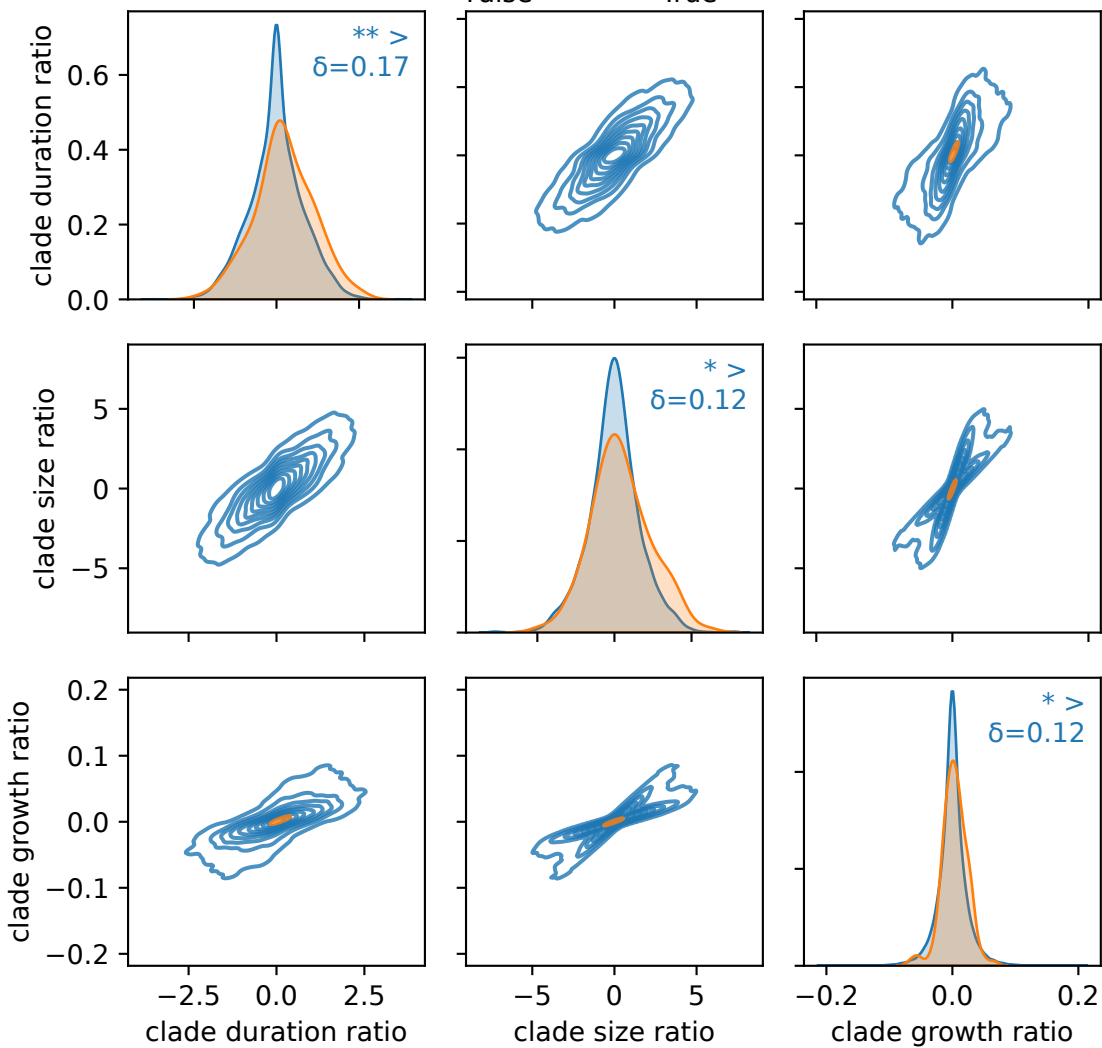 True
clade duration ratio
0.6
0.4
0.2
0.0
** >
δ=0.17
clade size ratio
5
0
−5
* >
δ=0.12
clade growth ratio
0.2
0.1
0.0
−0.1
−0.2
* >
δ=0.12
−2.5 0.0 2.5
−5 0 5
−0.2 0.0 0.2
clade duration ratio
clade size ratio
clade growth ratio